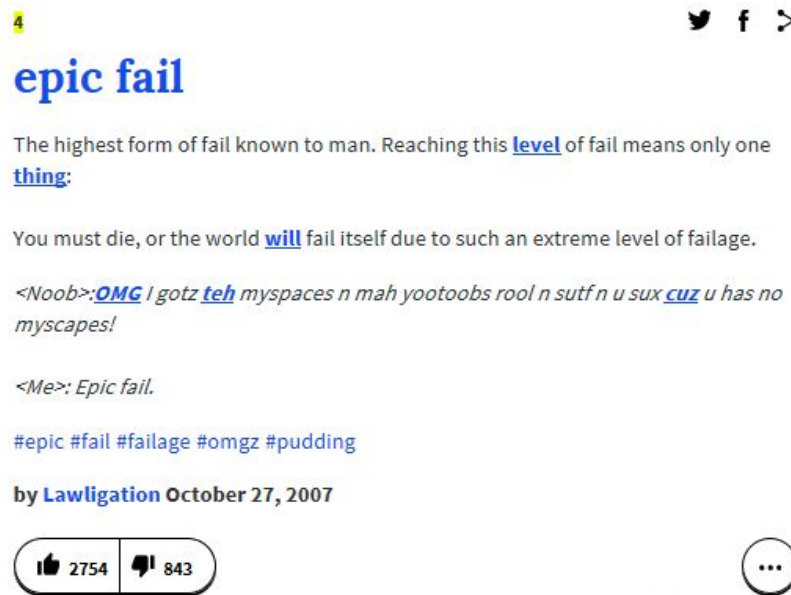 4
epic fail
The highest form of fail known to man. Reaching this level of fail means only one
thing:
You must die, or the world will fail itself due to such an extreme level of failage.
<Noob>:OMG I gotz teh myspaces n mah yootoobs rool n sutf n u sux cuz u has no
myscapes!
<Me>: Epic fail.
#epic #fail #failage #omgz #pudding
by Lawligation October 27, 2007
2754 843